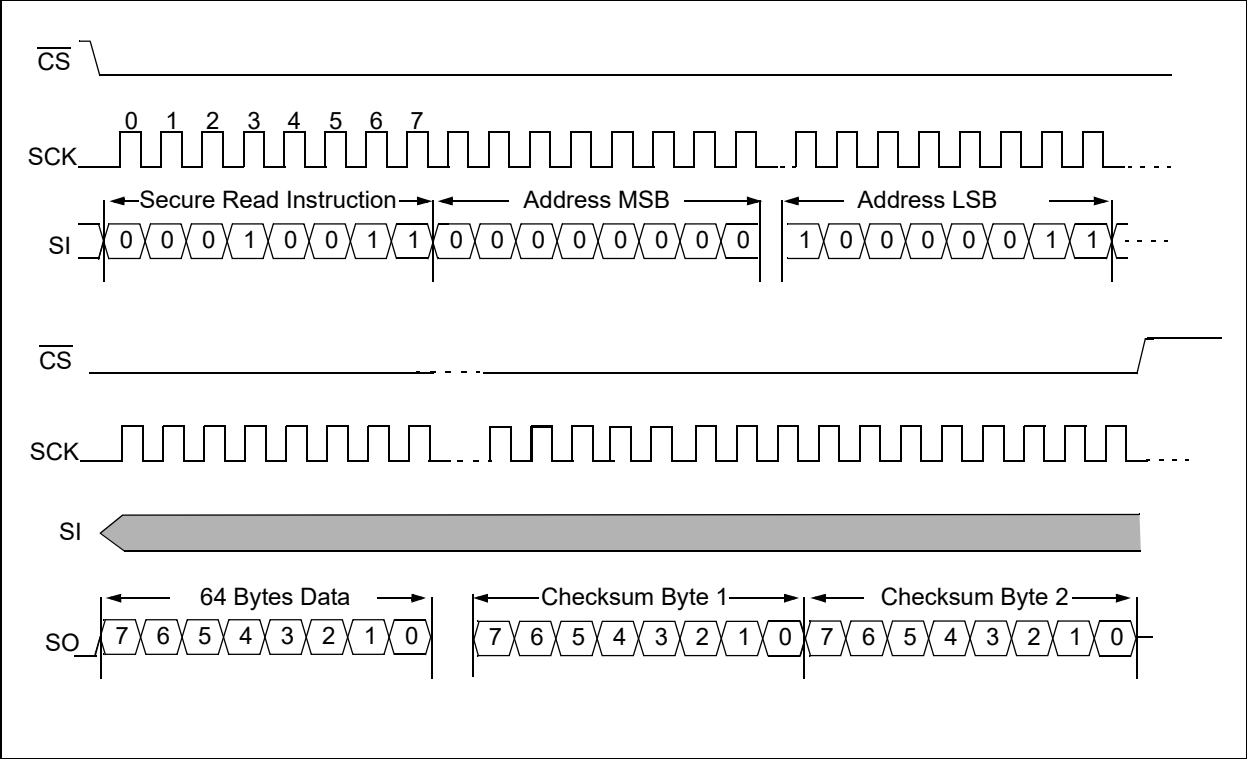 CS
0 1 2 3 4 5 6 7
SCK
Secure Read Instruction Address MSB Address LSB
SI 0 0 0 1 0 0 1 1 0 0 0 0 0 0 0 0 1 0 0 0 0 0 1 1
CS
SCK
SI
64 Bytes Data Checksum Byte 1 Checksum Byte 2
SO 7 6 5 4 3 2 1 0 7 6 5 4 3 2 1 0 7 6 5 4 3 2 1 0